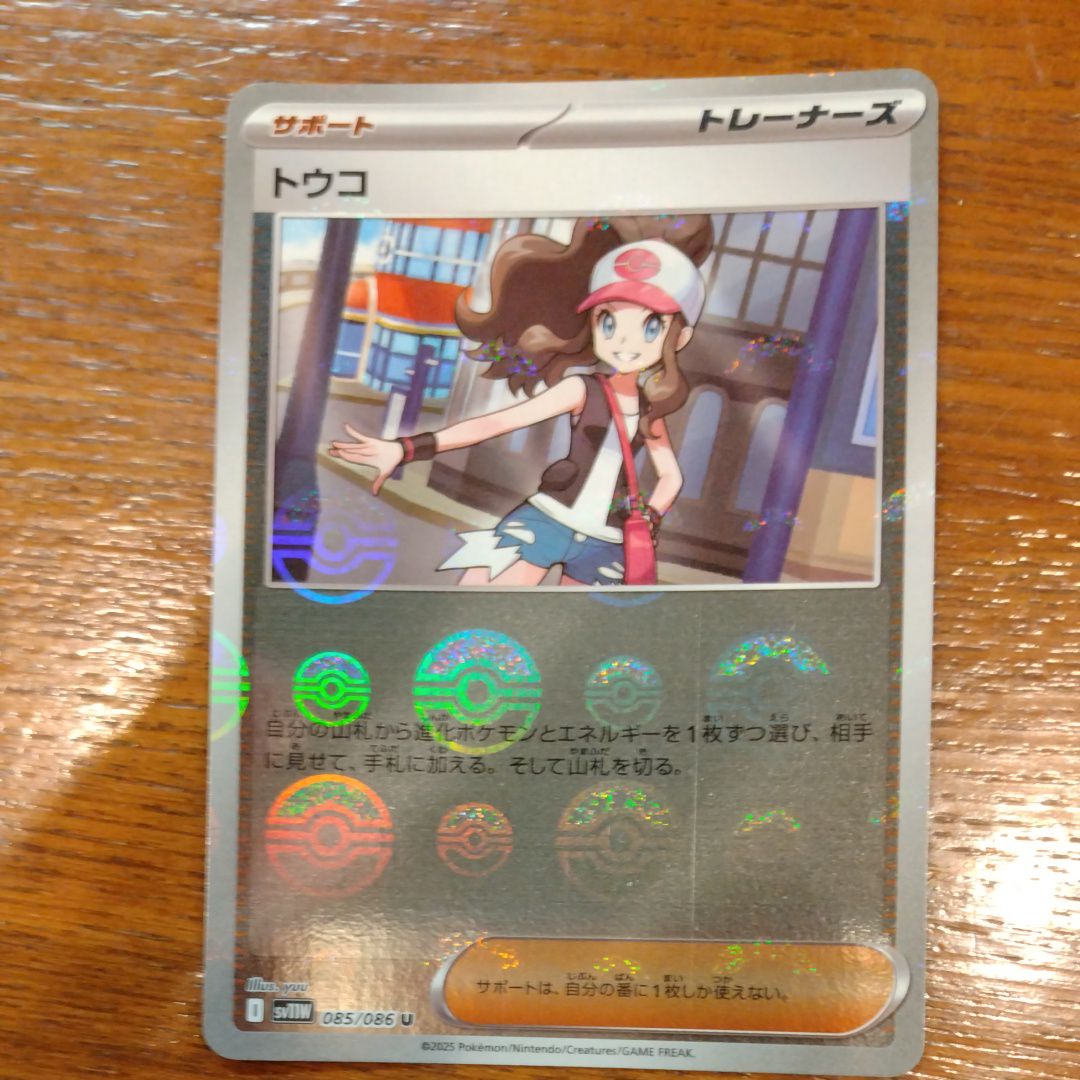 サポート
トレーナーズ
トウコ
自分の山札から進化ポケモンとエネルギーを1枚ずつ選び、相手
に見せて、手札に加える。そして山札を切る。
サポートは、自分の番に1枚しか使えない。
Illus. yuu
I sv11W 085/086 U
©2025 Pokémon/Nintendo/Creatures/GAME FREAK.